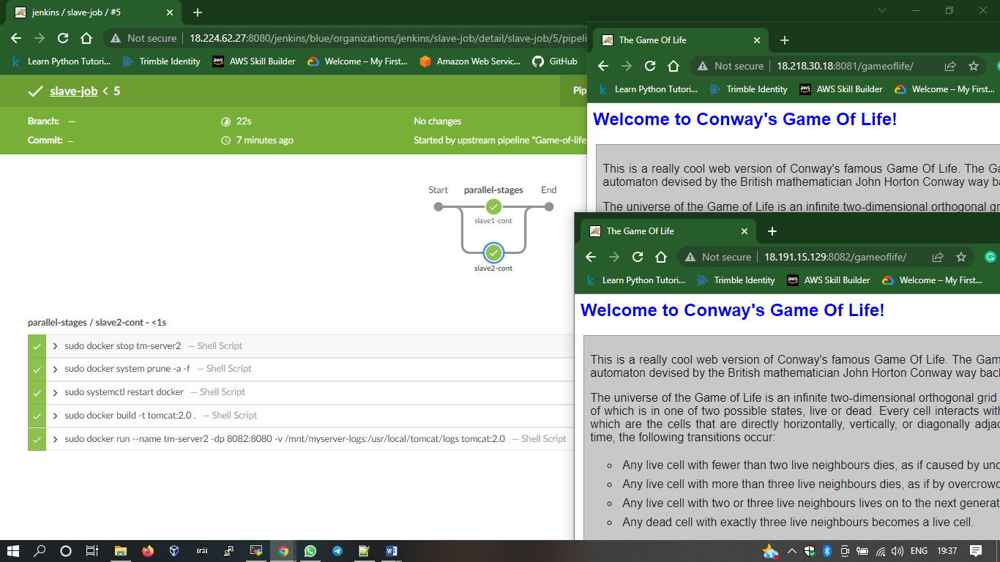 jenkins / slave-job / #5
Not secure 18.224.62.27:8080/jenkins/blue/organizations/jenkins/slave-job/detail/slave-job/5/pipeli
Learn Python Tutori... Trimble Identity AWS Skill Builder Welcome – My First... Amazon Web Servic... GitHub
slave-job < 5
Pip
Branch: — 22s No changes
Commit: — 7 minutes ago Started by upstream pipeline "Game-of-life
Start parallel-stages End
slave1-cont
slave2-cont
parallel-stages / slave2-cont - <1s
sudo docker stop tm-server2 — Shell Script
sudo docker system prune -a -f — Shell Script
sudo systemctl restart docker — Shell Script
sudo docker build -t tomcat:2.0 . — Shell Script
sudo docker run --name tm-server2 -dp 8082:8080 -v /mnt/myserver-logs:/usr/local/tomcat/logs tomcat:2.0 — Shell Script
The Game Of Life
Not secure 18.218.30.18:8081/gameoflife/
Learn Python Tutori... Trimble Identity AWS Skill Builder Welcome – My First...
Welcome to Conway's Game Of Life!
This is a really cool web version of Conway's famous Game Of Life. The Ga
automaton devised by the British mathematician John Horton Conway way ba
The universe of the Game of Life is an infinite two-dimensional orthogonal gr
The Game Of Life
Not secure 18.191.15.129:8082/gameoflife/
Learn Python Tutori... Trimble Identity AWS Skill Builder Welcome – My First...
Welcome to Conway's Game Of Life!
This is a really cool web version of Conway's famous Game Of Life. The Gam
automaton devised by the British mathematician John Horton Conway way bac
The universe of the Game of Life is an infinite two-dimensional orthogonal grid
of which is in one of two possible states, live or dead. Every cell interacts with
which are the cells that are directly horizontally, vertically, or diagonally adjac
time, the following transitions occur:
Any live cell with fewer than two live neighbours dies, as if caused by und
Any live cell with more than three live neighbours dies, as if by overcrowd
Any live cell with two or three live neighbours lives on to the next generat
Any dead cell with exactly three live neighbours becomes a live cell.
ENG 19:37